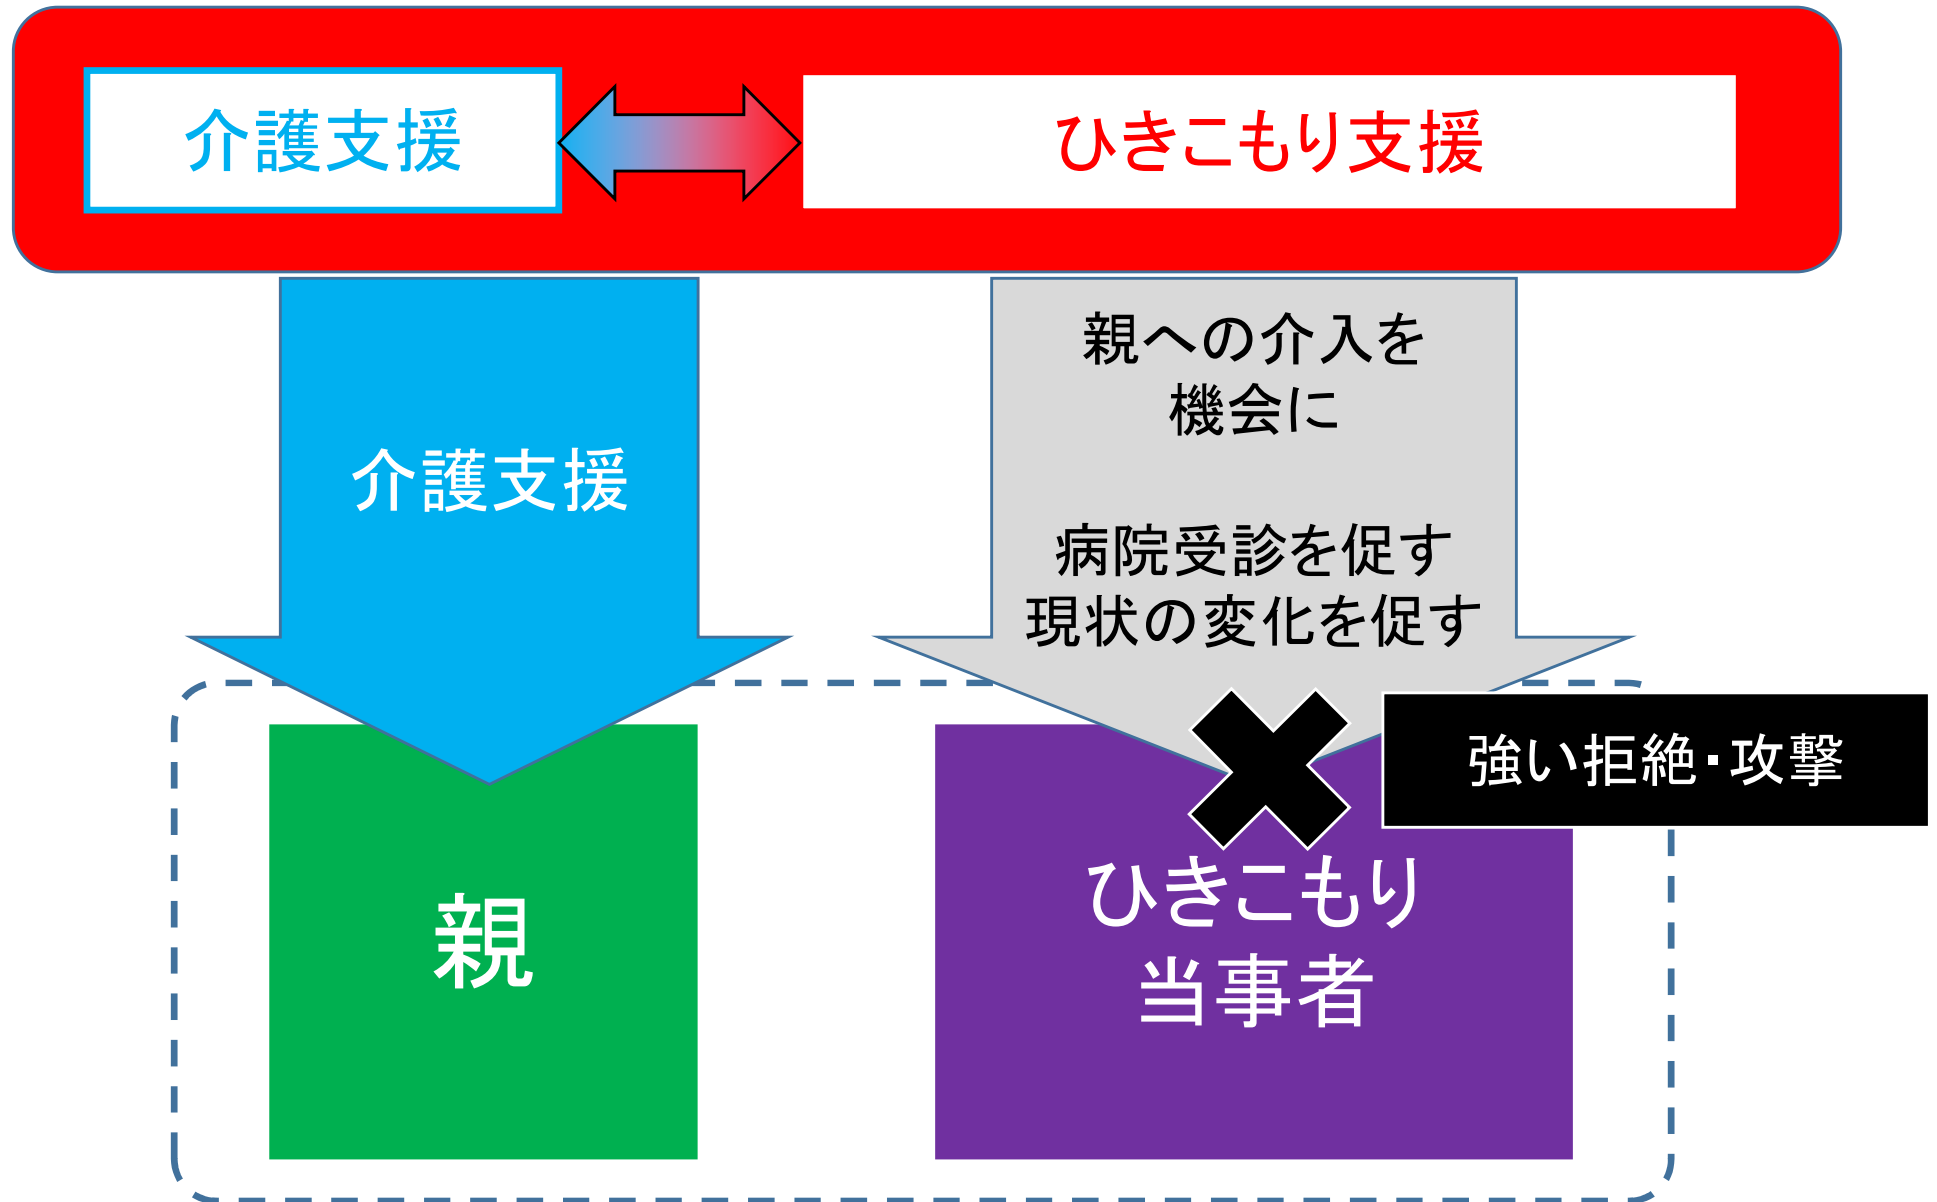 介護支援
ひきこもり支援
介護支援
親への介入を
機会に
病院受診を促す
現状の変化を促す
強い拒絶・攻撃
親
ひきこもり
当事者